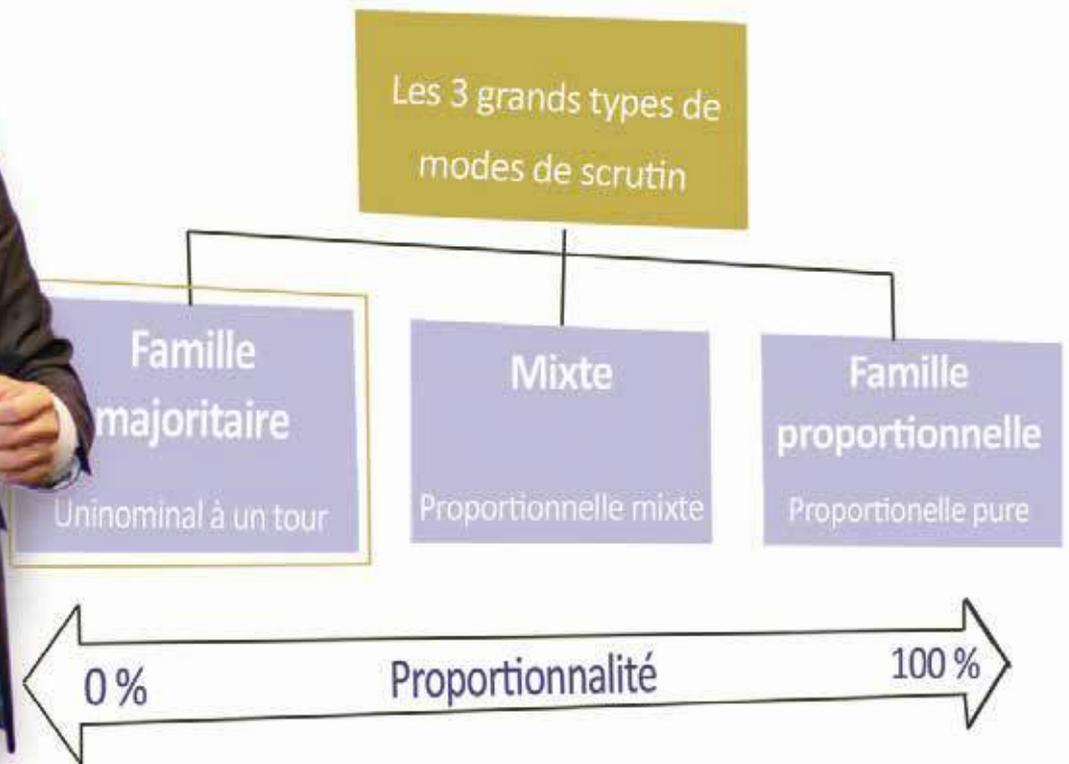 Les 3 grands types de
modes de scrutin
Famille
majoritaire
Uninominal à un tour
Mixte
Proportionnelle mixte
Famille
proportionnelle
Proportionelle pure
0 %
Proportionnalité
100 %